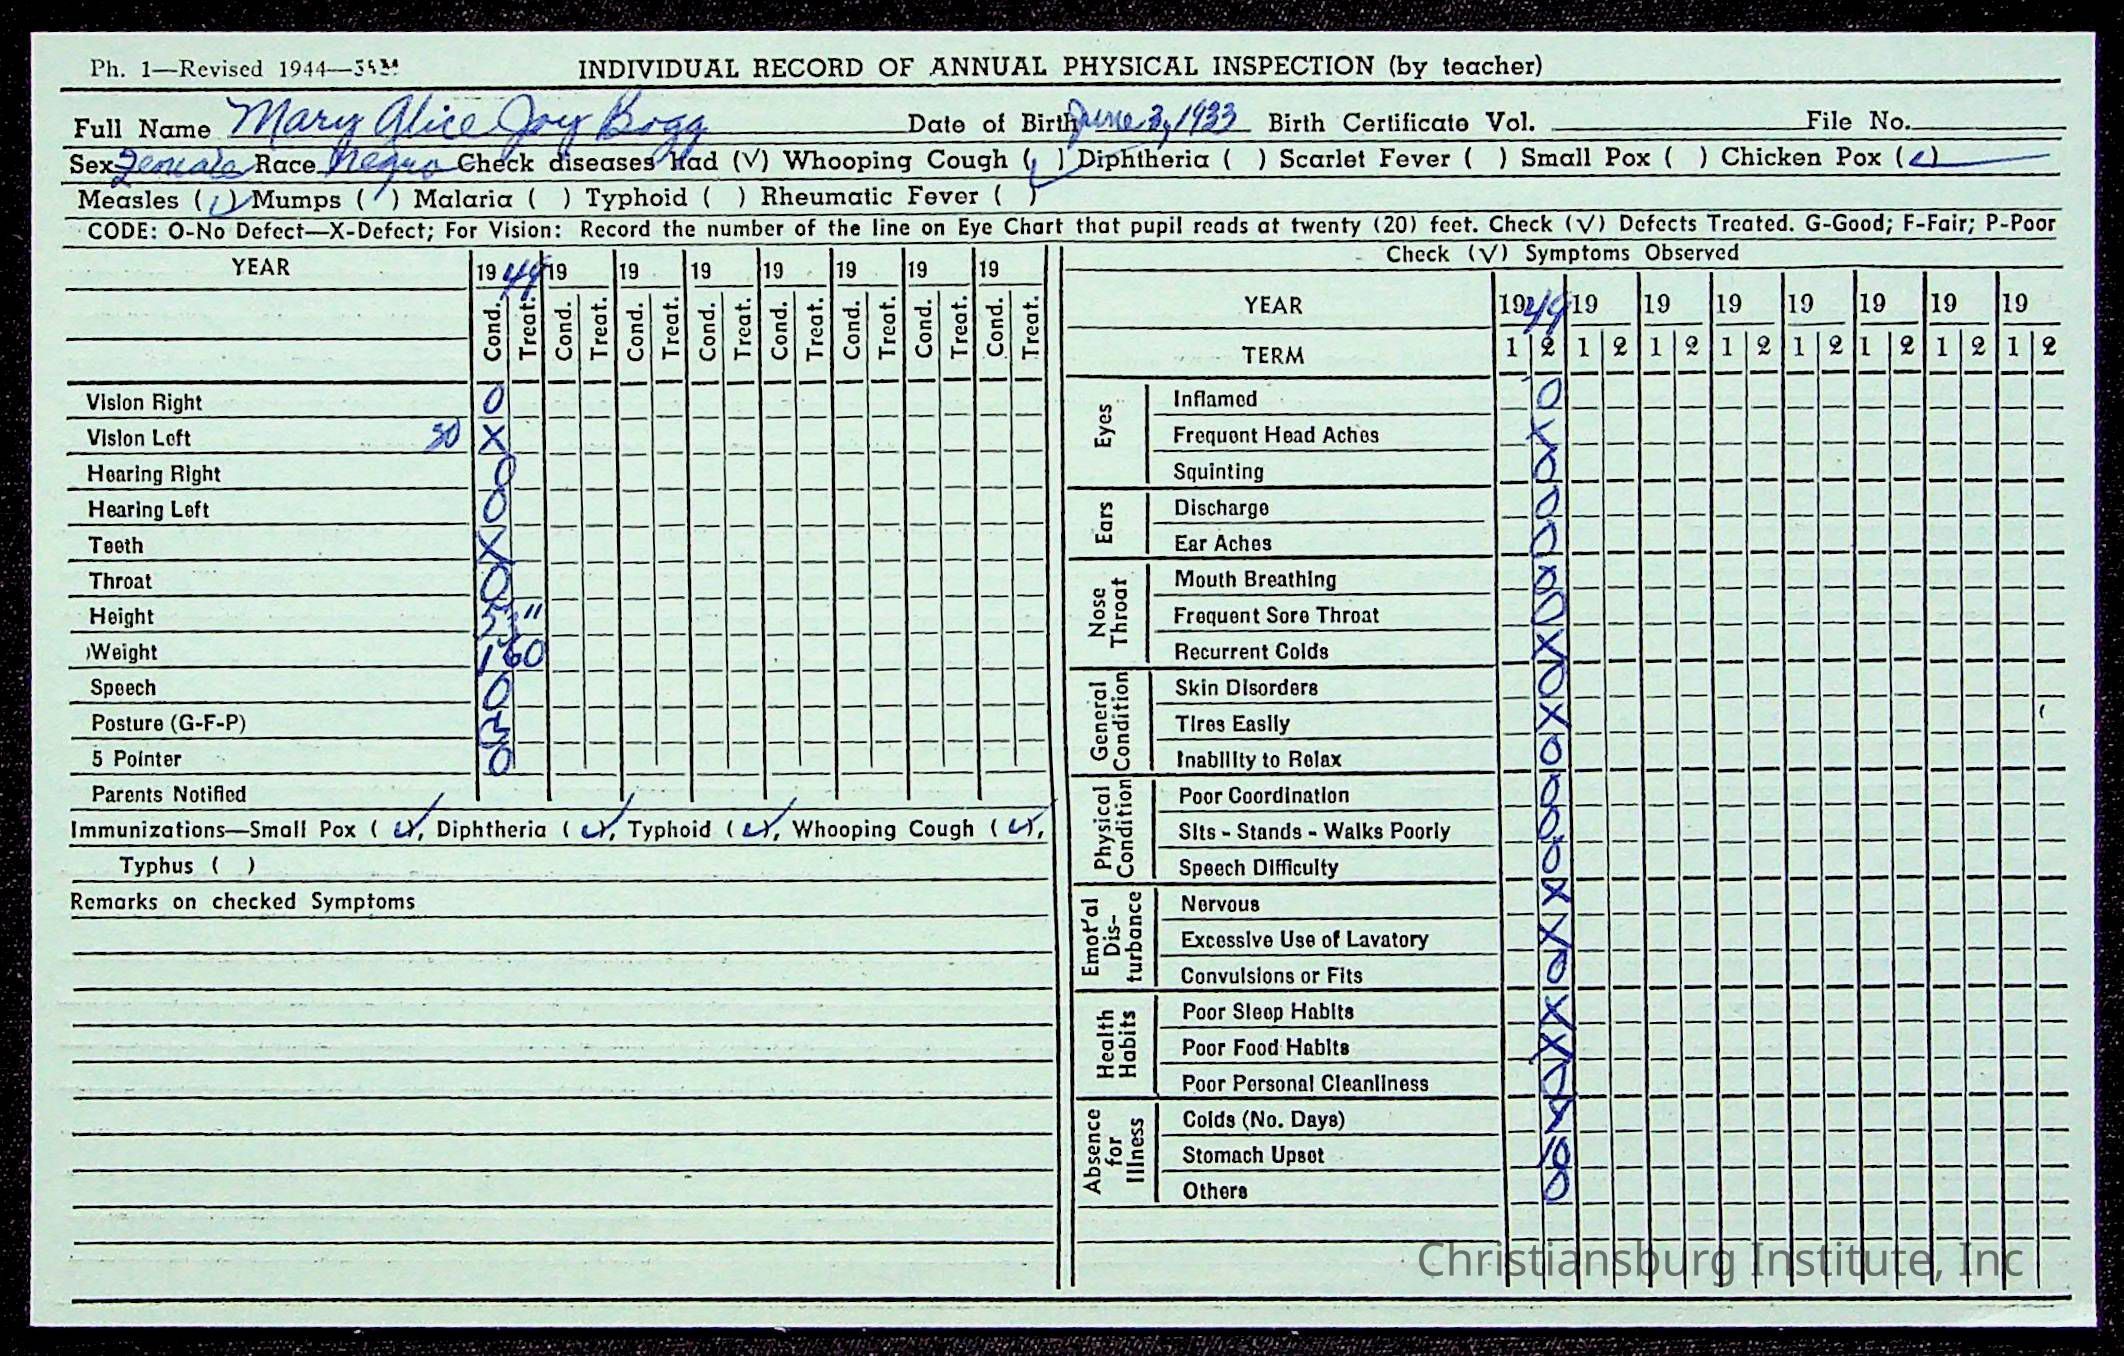 Ph. 1—Revised 1944—
INDIVIDUAL RECORD OF ANNUAL PHYSICAL INSPECTION (by teacher)
Full Name Mary Alice Joy Bogg Date of Birth June 3, 1933 Birth Certificate Vol. File No.
Sex Female Race Negro Check diseases had (√) Whooping Cough (√) Diphtheria ( ) Scarlet Fever ( ) Small Pox ( ) Chicken Pox (√)
Measles (√) Mumps ( ) Malaria ( ) Typhoid ( ) Rheumatic Fever ( )
CODE: O-No Defect—X-Defect; For Vision: Record the number of the line on Eye Chart that pupil reads at twenty (20) feet. Check (√) Defects Treated. G-Good; F-Fair; P-Poor
YEAR 19 49 19 19 19 19 19 19 19
Cond. Treat. Cond. Treat. Cond. Treat. Cond. Treat. Cond. Treat. Cond. Treat. Cond. Treat. Cond. Treat.
Vision Right O
Vision Left X
Hearing Right O
Hearing Left O
Teeth X
Throat O
Height "
Weight 160
Speech O
Posture (G-F-P)
5 Pointer O
Parents Notified
Immunizations—Small Pox (√), Diphtheria (√), Typhoid (√), Whooping Cough (√),
Typhus ( )
Remarks on checked Symptoms
Check (√) Symptoms Observed
YEAR 19 49 19 19 19 19 19 19 19
TERM 1 2 1 2 1 2 1 2 1 2 1 2 1 2 1 2
Eyes
Inflamed O
Frequent Head Aches X
Squinting O
Ears
Discharge O
Ear Aches O
Nose Throat
Mouth Breathing O
Frequent Sore Throat O
Recurrent Colds X
General Condition
Skin Disorders O
Tires Easily X
Inability to Relax O
Physical Condition
Poor Coordination O
Sits - Stands - Walks Poorly O
Speech Difficulty O
Emot'al Dis-turbance
Nervous X
Excessive Use of Lavatory X
Convulsions or Fits O
Health Habits
Poor Sleep Habits X
Poor Food Habits X
Poor Personal Cleanliness O
Absence for Illness
Colds (No. Days) X
Stomach Upset
Others O
Christiansburg Institute, Inc